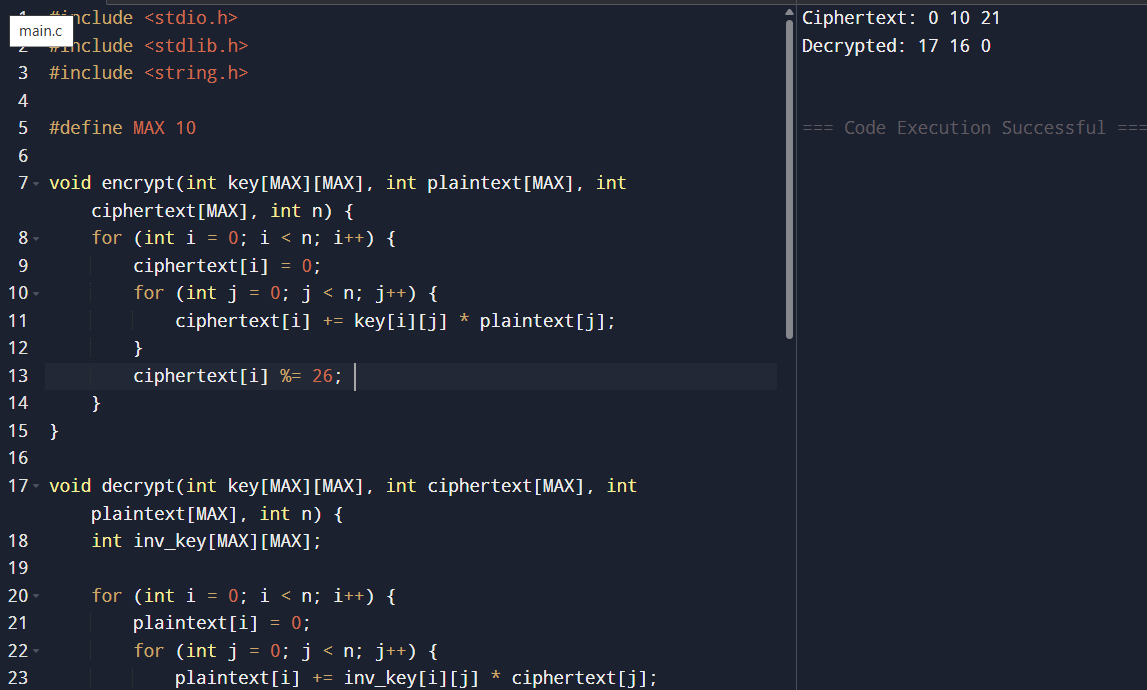 main.c
1 #include <stdio.h>
2 #include <stdlib.h>
3 #include <string.h>
4
5 #define MAX 10
6
7 void encrypt(int key[MAX][MAX], int plaintext[MAX], int
ciphertext[MAX], int n) {
8 for (int i = 0; i < n; i++) {
9 ciphertext[i] = 0;
10 for (int j = 0; j < n; j++) {
11 ciphertext[i] += key[i][j] * plaintext[j];
12 }
13 ciphertext[i] %= 26;
14 }
15 }
16
17 void decrypt(int key[MAX][MAX], int ciphertext[MAX], int
plaintext[MAX], int n) {
18 int inv_key[MAX][MAX];
19
20 for (int i = 0; i < n; i++) {
21 plaintext[i] = 0;
22 for (int j = 0; j < n; j++) {
23 plaintext[i] += inv_key[i][j] * ciphertext[j];
Ciphertext: 0 10 21
Decrypted: 17 16 0
=== Code Execution Successful ===